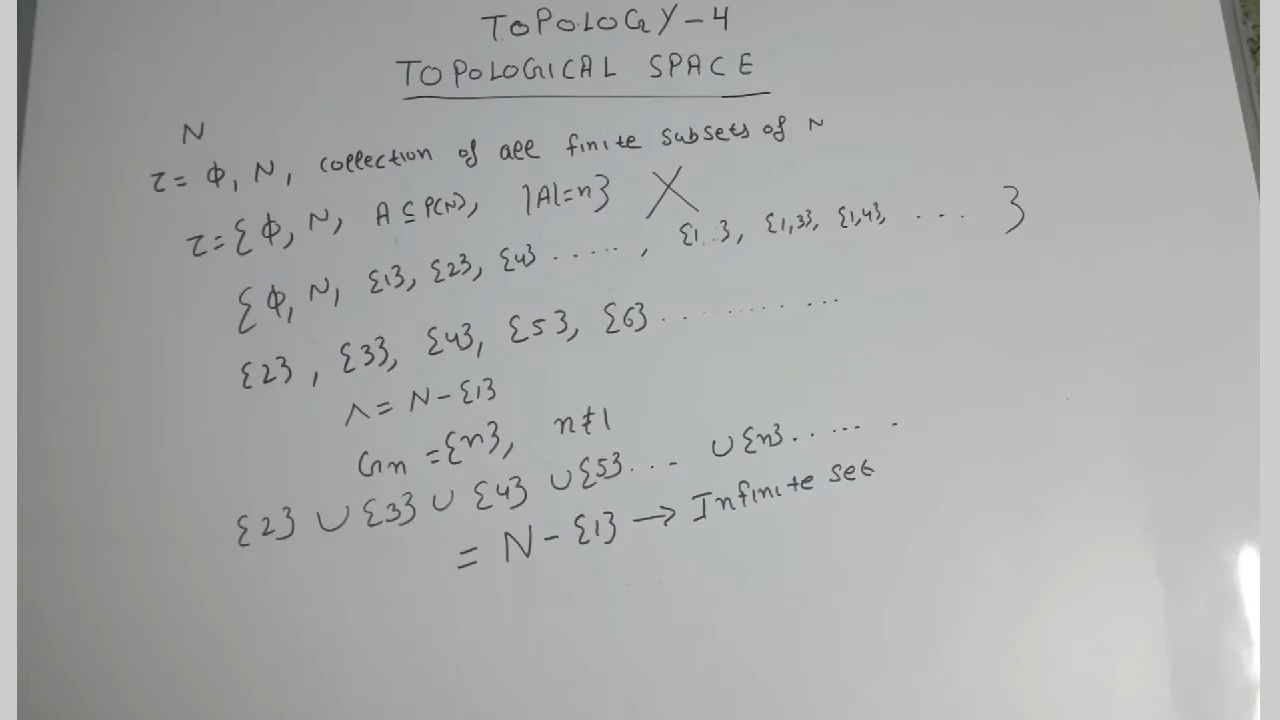 TOPOLOGY-4
TOPOLOGICAL SPACE
N
τ = Φ, N, collection of all finite subsets of N
τ = {Φ, N, A ⊆ P(N), |A|=n} X
{Φ, N, {1}, {2}, {4} ......, {1..}, {1,3}, {1,4}, .... }
{2}, {3}, {4}, {5}, {6} ...........
Λ = N - {1}
Gn = {n}, n≠1
{2} ∪ {3} ∪ {4} ∪ {5}... ∪ {n}......
= N - {1} → Infinite set